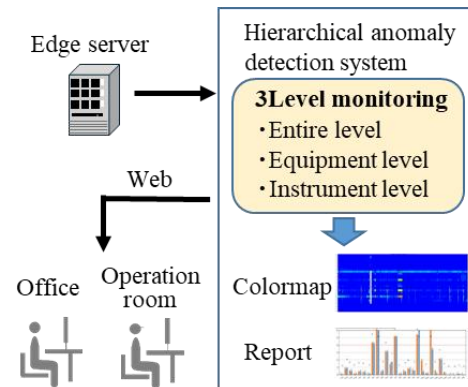 Edge server
Hierarchical anomaly
detection system
3Level monitoring
・Entire level
・Equipment level
・Instrument level
Web
Office
Operation
room
Colormap
Report